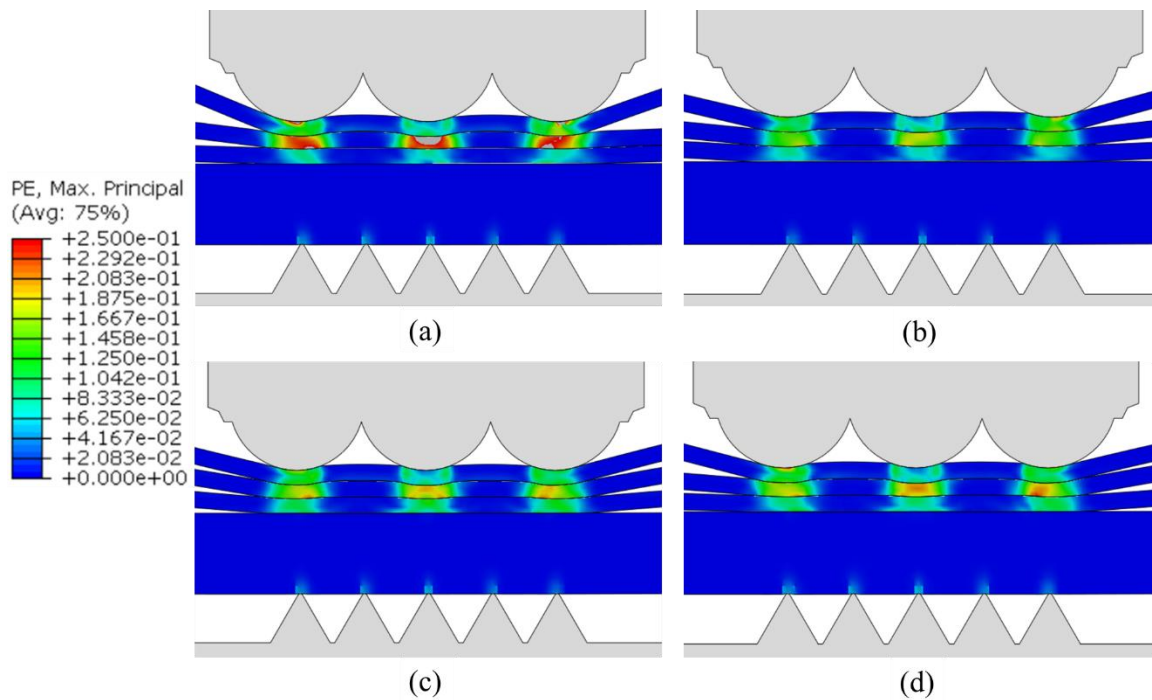 PE, Max. Principal
(Avg: 75%)
+2.500e-01
+2.292e-01
+2.083e-01
+1.875e-01
+1.667e-01
+1.458e-01
+1.250e-01
+1.042e-01
+8.333e-02
+6.250e-02
+4.167e-02
+2.083e-02
+0.000e+00
(a)
(b)
(c)
(d)